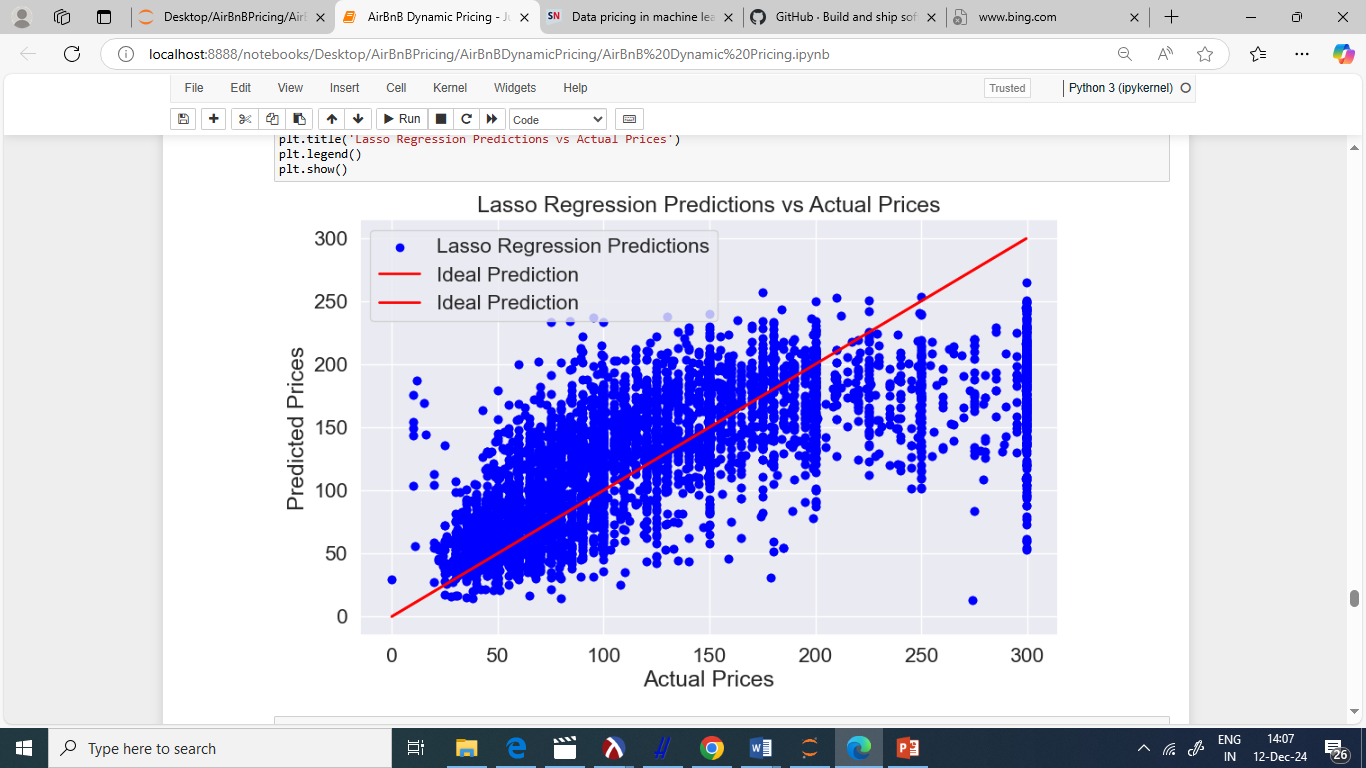 Desktop/AirBnBPricing/Air
AirBnB Dynamic Pricing - Ju
SN Data pricing in machine lea
GitHub · Build and ship sof
www.bing.com
localhost:8888/notebooks/Desktop/AirBnBPricing/AirBnBDynamicPricing/AirBnB%20Dynamic%20Pricing.ipynb
File Edit View Insert Cell Kernel Widgets Help Trusted Python 3 (ipykernel)
Run Code
plt.title('Lasso Regression Predictions vs Actual Prices')
plt.legend()
plt.show()
Lasso Regression Predictions vs Actual Prices
Lasso Regression Predictions
Ideal Prediction
Ideal Prediction
Predicted Prices
300
250
200
150
100
50
0
0 50 100 150 200 250 300
Actual Prices
Type here to search
ENG
IN
14:07
12-Dec-24
26